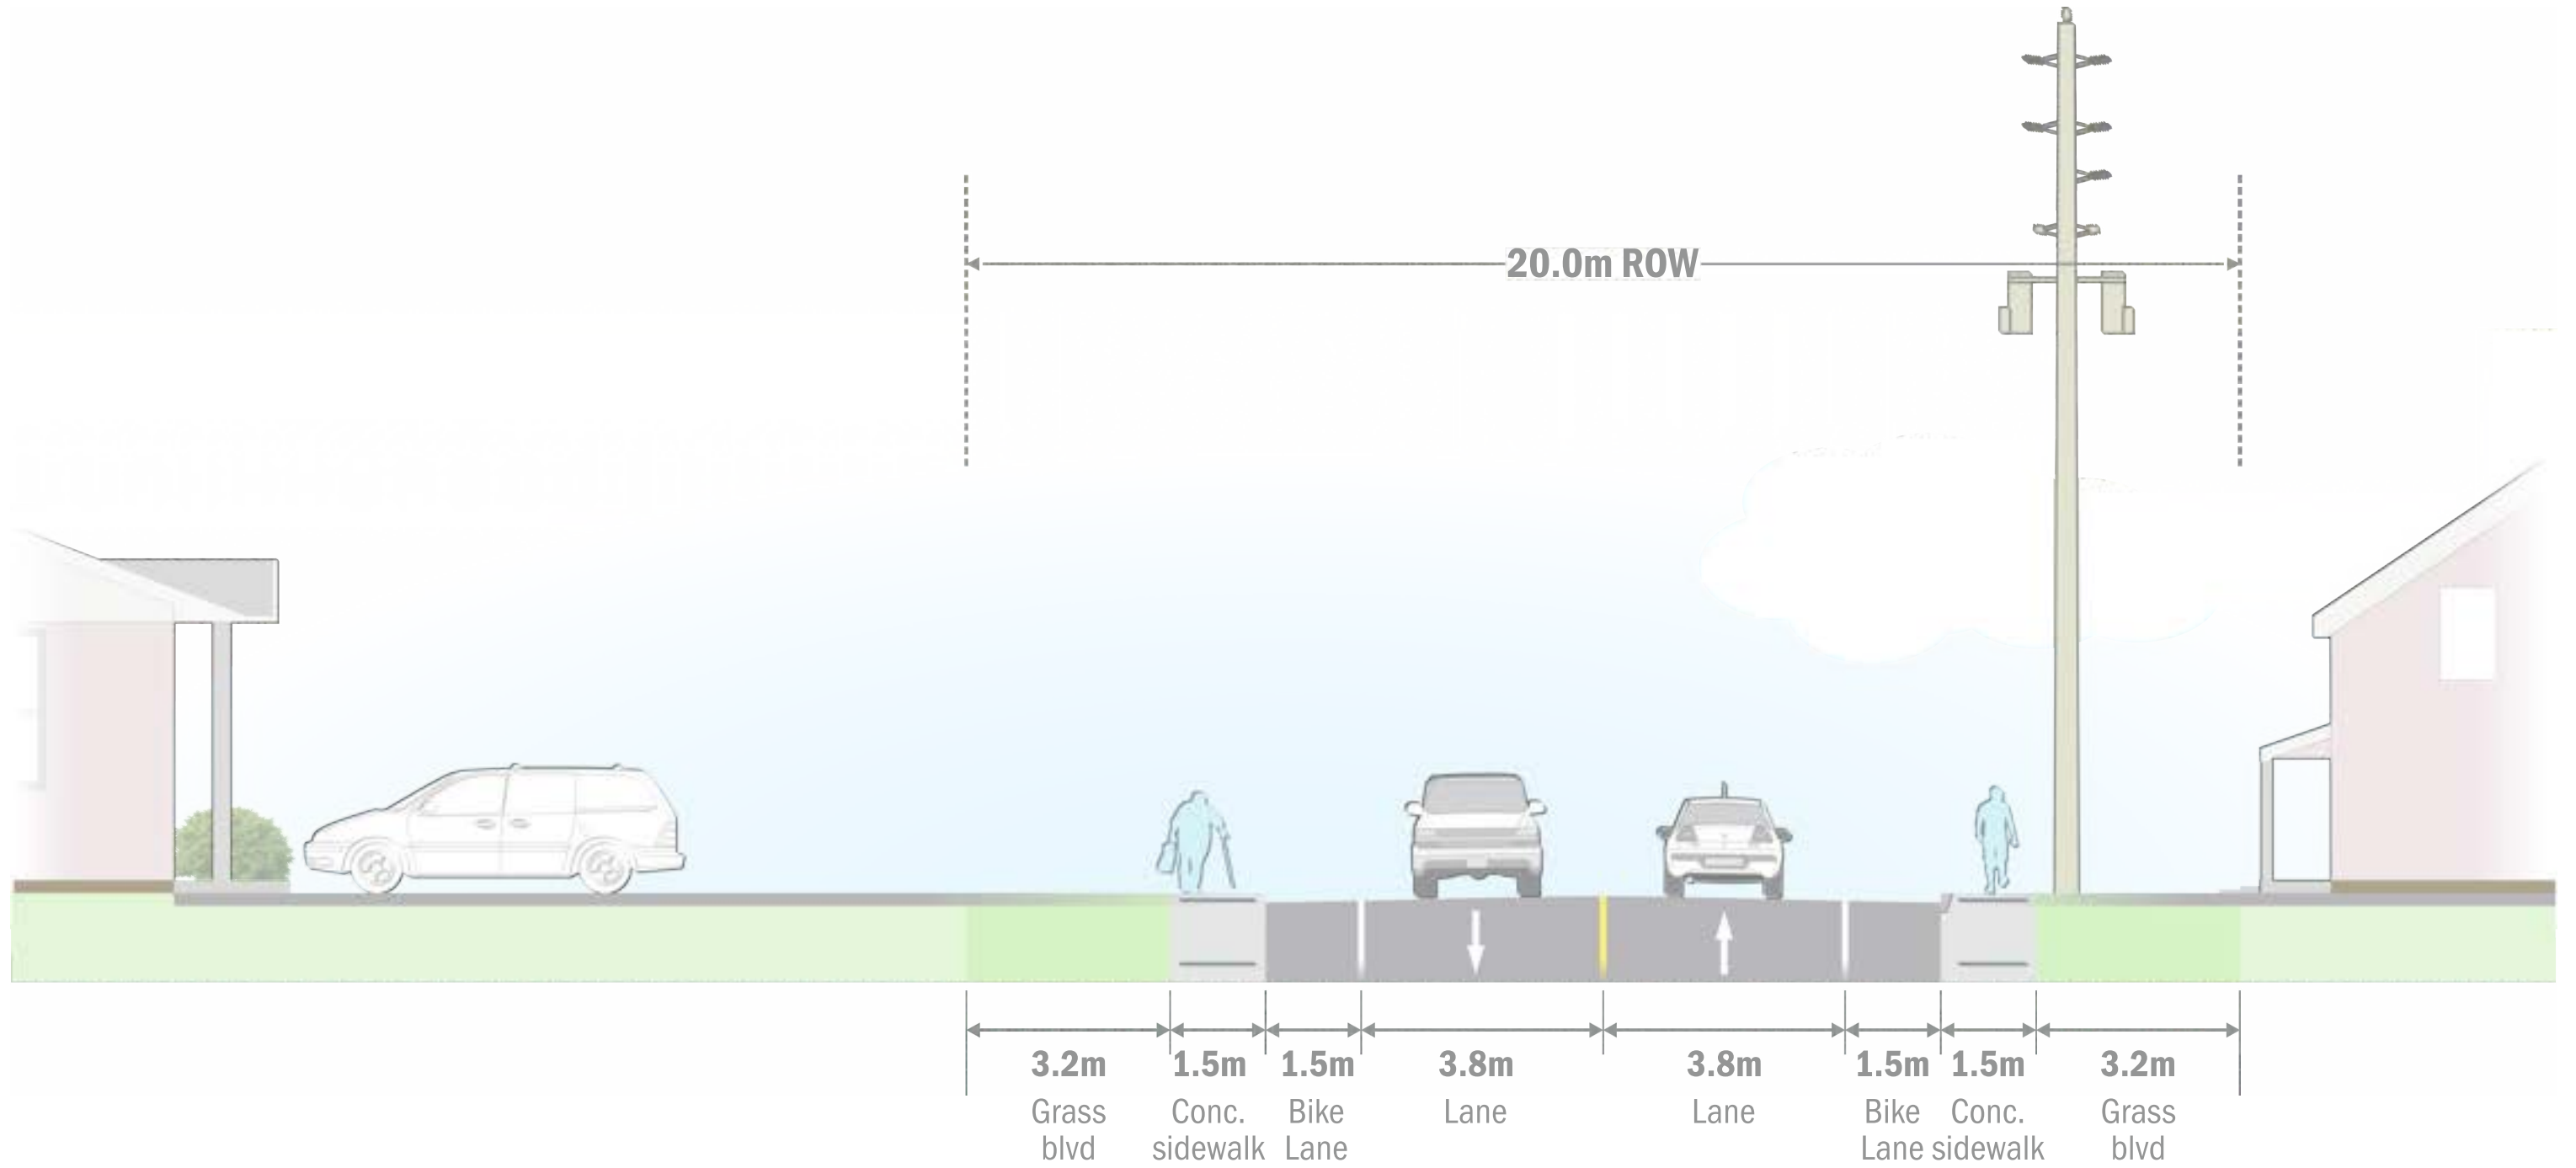 20.0m ROW
3.2m 1.5m 1.5m 3.8m 3.8m 1.5m 1.5m 3.2m
Grass Conc. Bike Lane Lane Bike Conc. Grass
blvd sidewalk Lane Lane sidewalk blvd